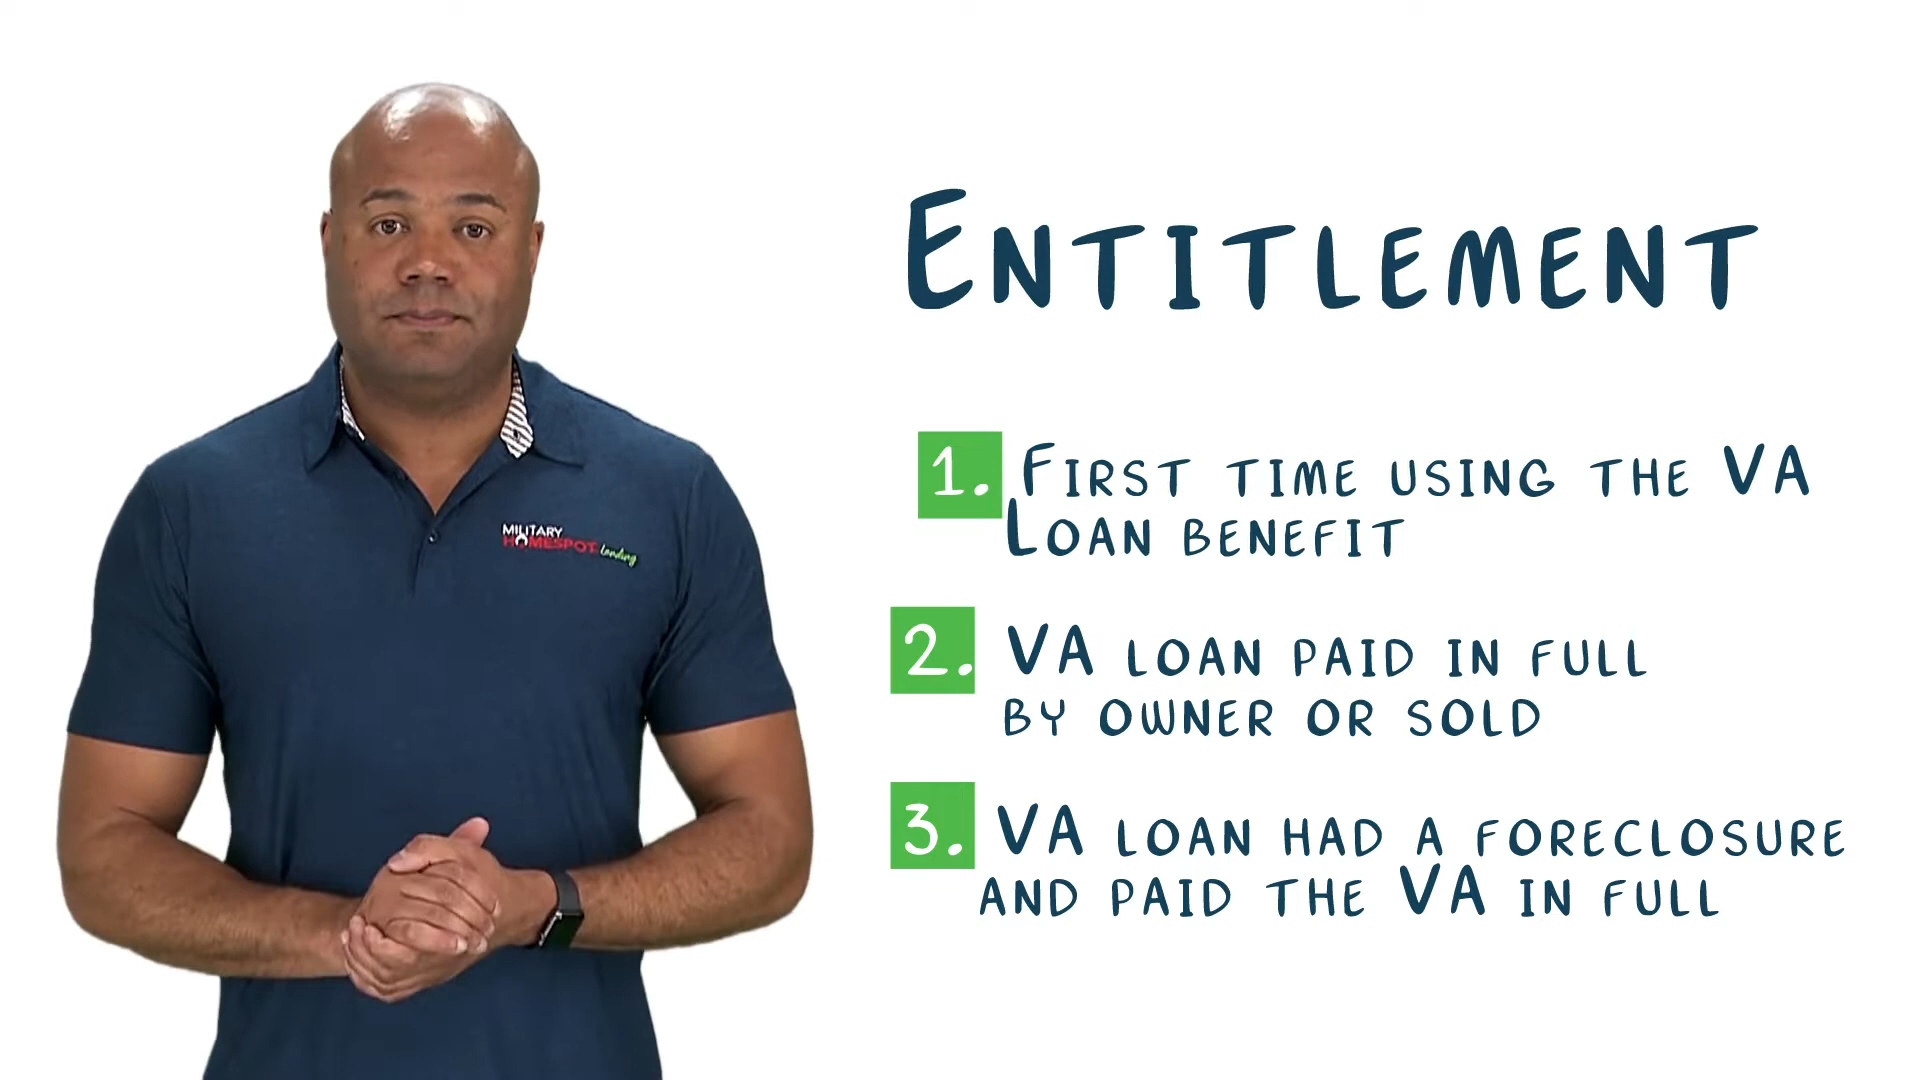 ENTITLEMENT
1. FIRST TIME USING THE VA
LOAN BENEFIT
2. VA LOAN PAID IN FULL
BY OWNER OR SOLD
3. VA LOAN HAD A FORECLOSURE
AND PAID THE VA IN FULL
MILITARY
HOMESPOT lending